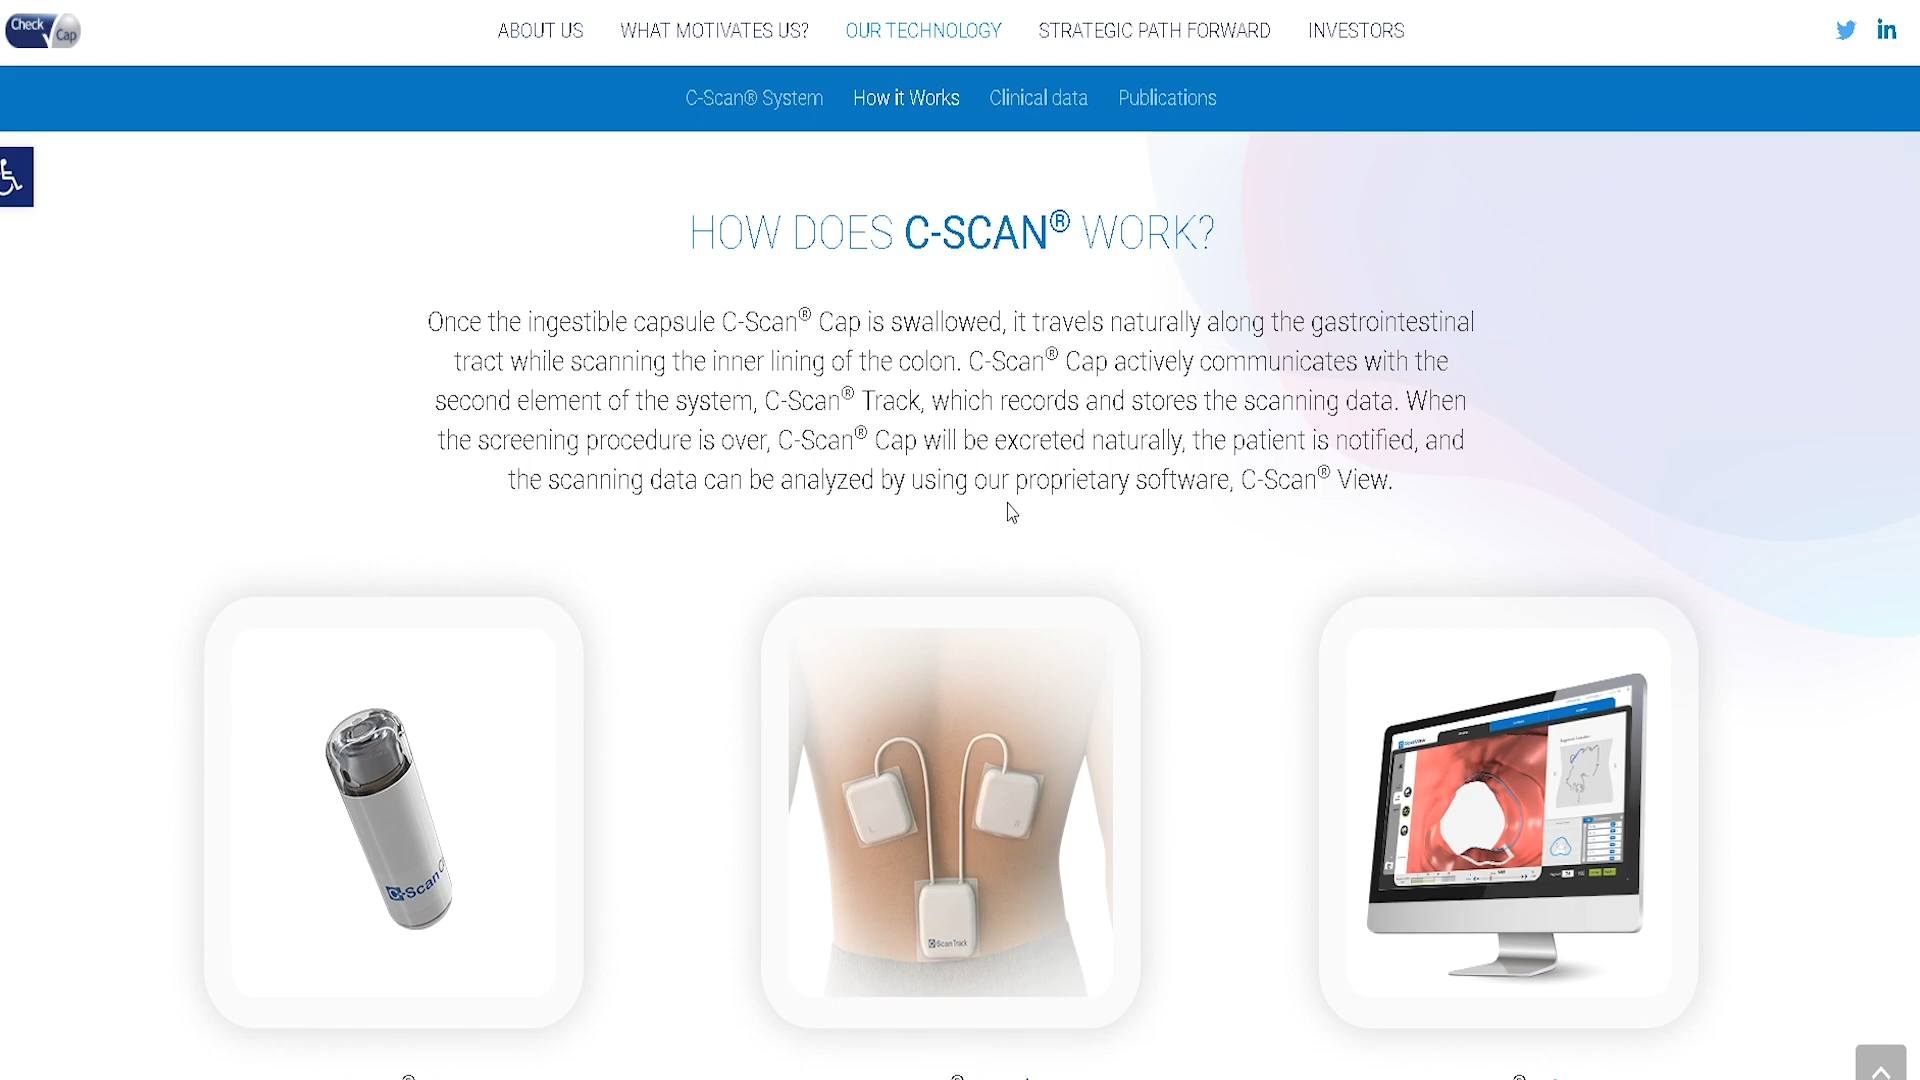 Check
Cap
ABOUT US
WHAT MOTIVATES US?
OUR TECHNOLOGY
STRATEGIC PATH FORWARD
INVESTORS
in
C-Scan® System
How it Works
Clinical data
Publications
HOW DOES C-SCAN® WORK?
Once the ingestible capsule C-Scan® Cap is swallowed, it travels naturally along the gastrointestinal
tract while scanning the inner lining of the colon. C-Scan® Cap actively communicates with the
second element of the system, C-Scan® Track, which records and stores the scanning data. When
the screening procedure is over, C-Scan® Cap will be excreted naturally, the patient is notified, and
the scanning data can be analyzed by using our proprietary software, C-Scan® View.
C-Scan
C-Scan Track